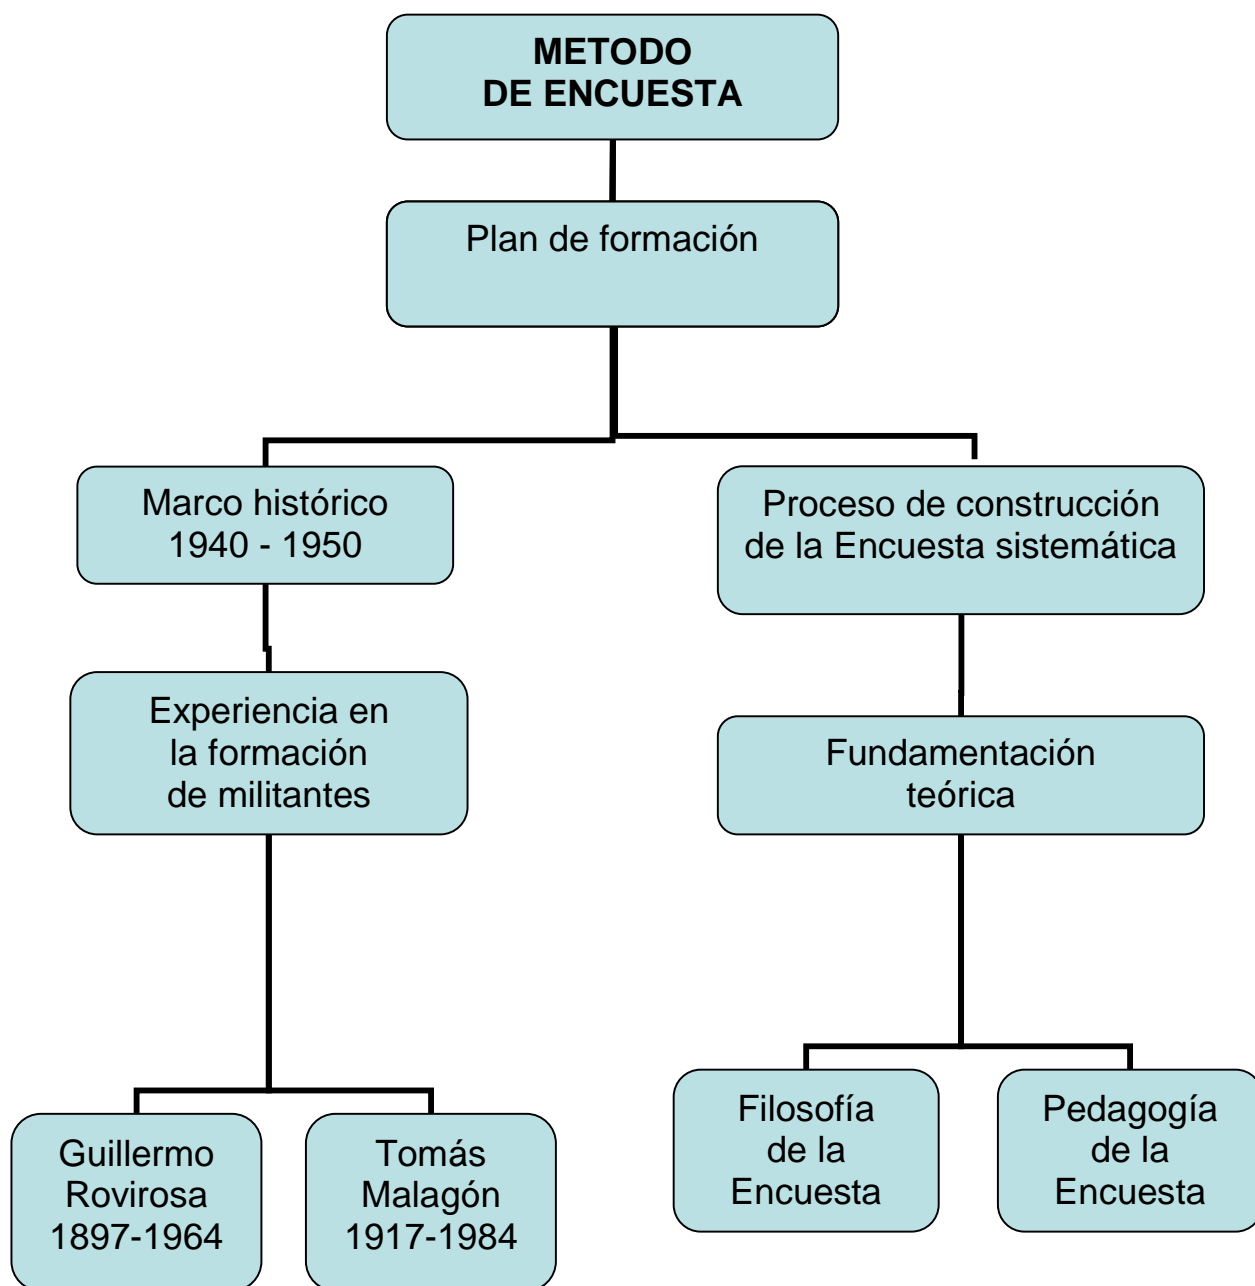 METODO
DE ENCUESTA
Plan de formación
Marco histórico
1940 - 1950
Proceso de construcción
de la Encuesta sistemática
Experiencia en
la formación
de militantes
Fundamentación
teórica
Guillermo
Rovirosa
1897-1964
Tomás
Malagón
1917-1984
Filosofía
de la
Encuesta
Pedagogía
de la
Encuesta